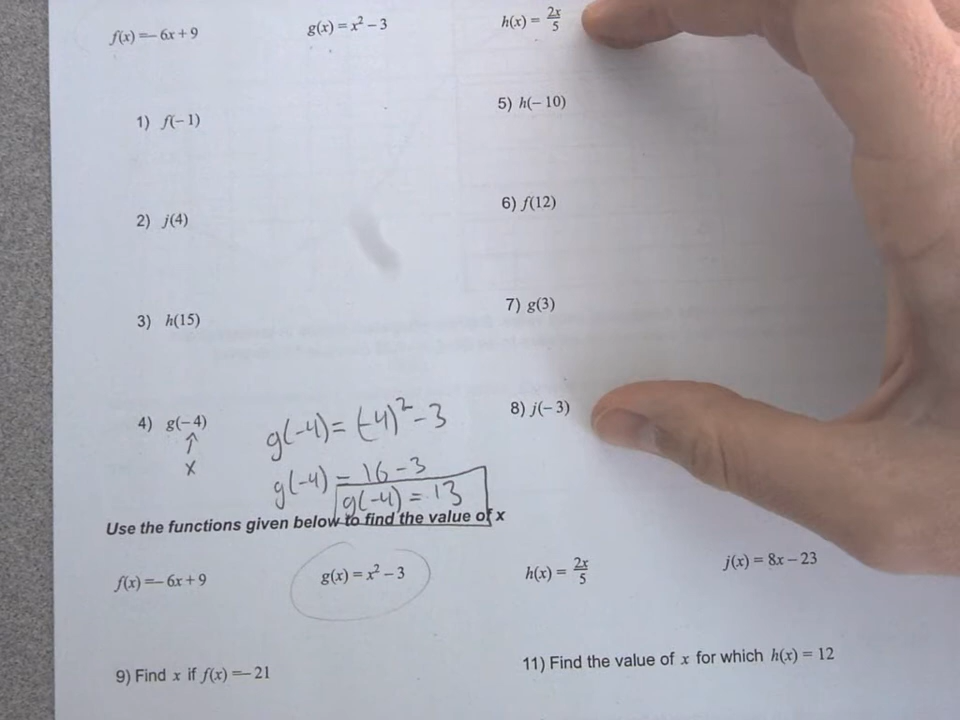 f(x) = – 6x + 9    g(x) = x² – 3    h(x) = 2x/5
1) f(– 1)    5) h(– 10)
2) j(4)    6) f(12)
3) h(15)    7) g(3)
4) g(– 4)    g(-4) = (-4)² - 3    8) j(– 3)
↑
x
g(-4) = 16 - 3
g(-4) = 13
Use the functions given below to find the value of x
f(x) = – 6x + 9    g(x) = x² – 3    h(x) = 2x/5    j(x) = 8x – 23
9) Find x if f(x) = – 21    11) Find the value of x for which h(x) = 12